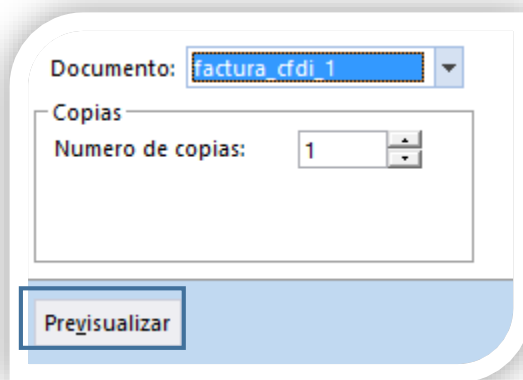 Documento: factura_cfdi_1
Copias
Numero de copias: 1
Previsualizar